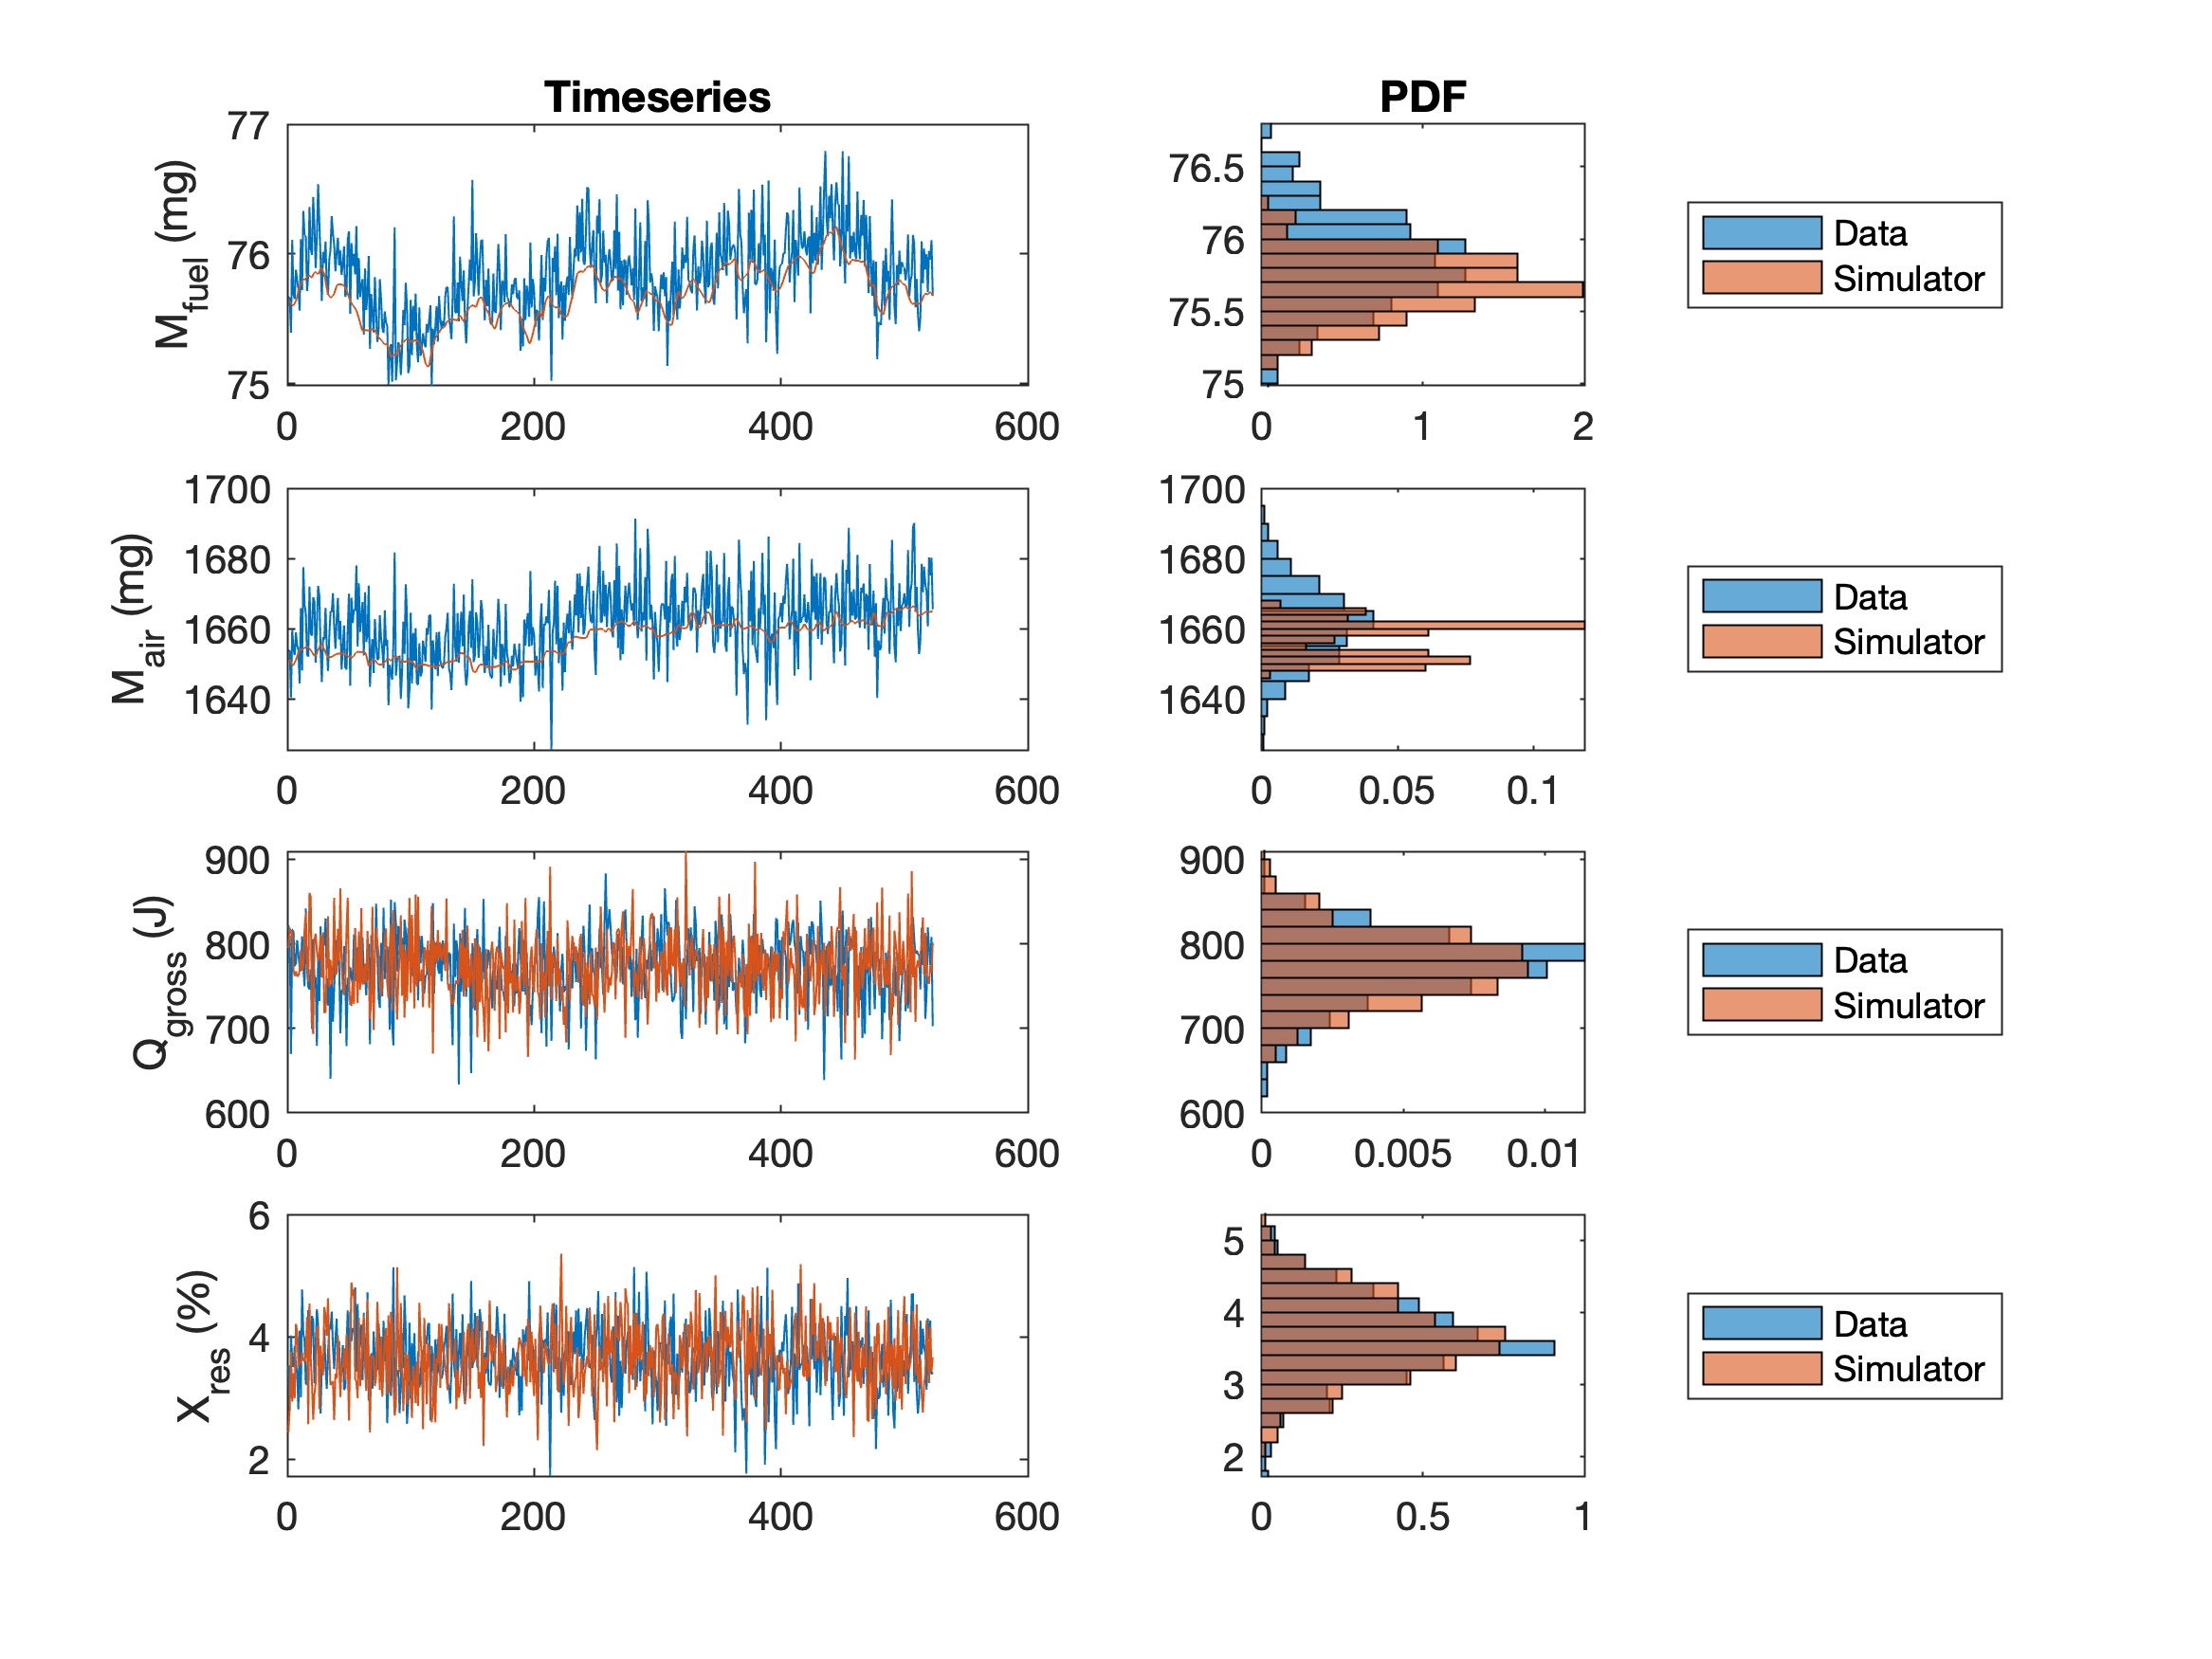 Timeseries
PDF
M_fuel (mg)
77
76
75
0 200 400 600
76.5
76
75.5
75
0 1 2
Data
Simulator
M_air (mg)
1700
1680
1660
1640
0 200 400 600
1700
1680
1660
1640
0 0.05 0.1
Data
Simulator
Q_gross (J)
900
800
700
600
0 200 400 600
900
800
700
600
0 0.005 0.01
Data
Simulator
X_res (%)
6
4
2
0 200 400 600
5
4
3
2
0 0.5 1
Data
Simulator